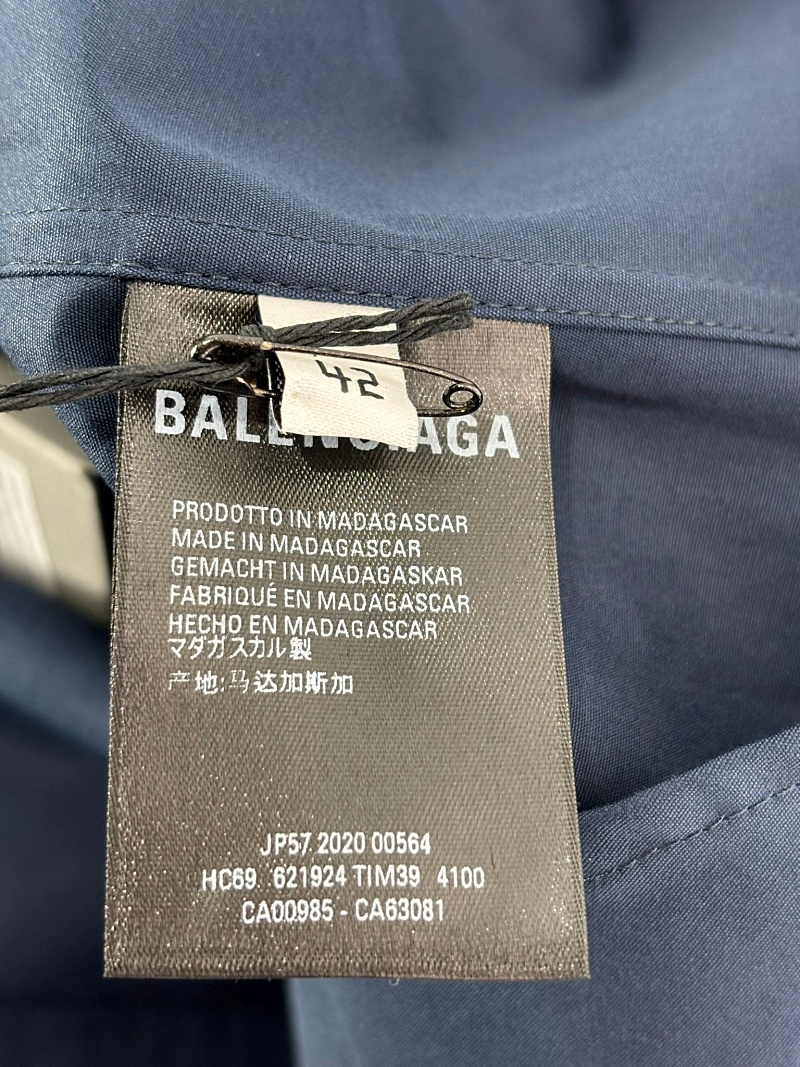 42
BALENCIAGA
PRODOTTO IN MADAGASCAR
MADE IN MADAGASCAR
GEMACHT IN MADAGASKAR
FABRIQUÉ EN MADAGASCAR
HECHO EN MADAGASCAR
マダガスカル製
产地:马达加斯加
JP57 2020 00564
HC69 621924 TIM39 4100
CA00985 - CA63081